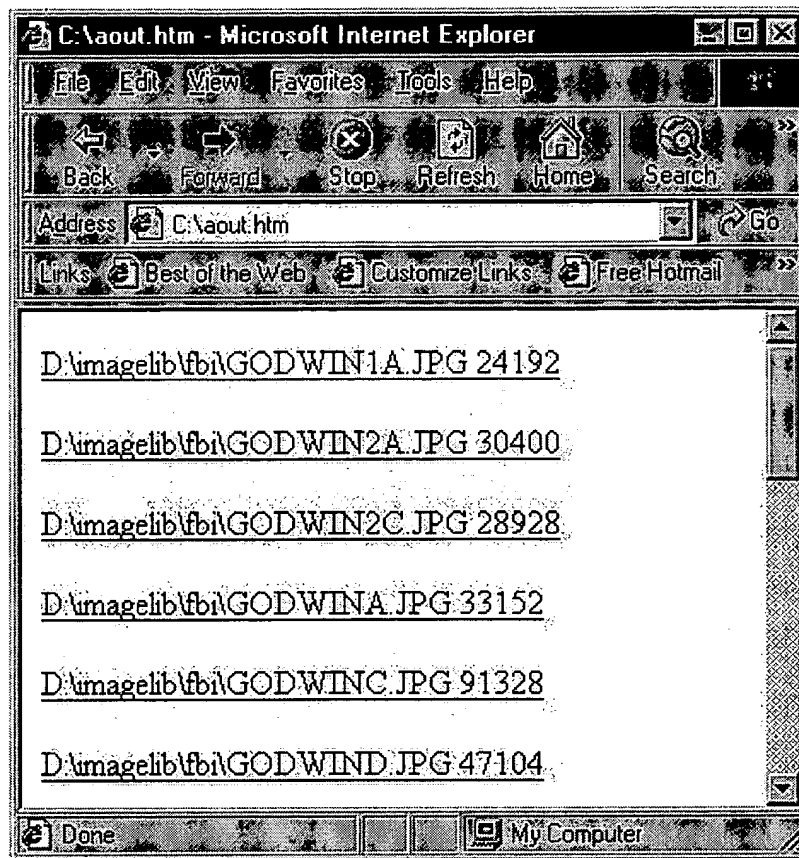 C:\aout.htm - Microsoft Internet Explorer
File Edit View Favorites Tools Help
Back Forward Stop Refresh Home Search »
Address C:\aout.htm Go
Links Best of the Web Customize Links Free Hotmail »
D:\imagelib\fbi\GODWIN1A.JPG 24192
D:\imagelib\fbi\GODWIN2A.JPG 30400
D:\imagelib\fbi\GODWIN2C.JPG 28928
D:\imagelib\fbi\GODWINA.JPG 33152
D:\imagelib\fbi\GODWINC.JPG 91328
D:\imagelib\fbi\GODWIND.JPG 47104
Done My Computer